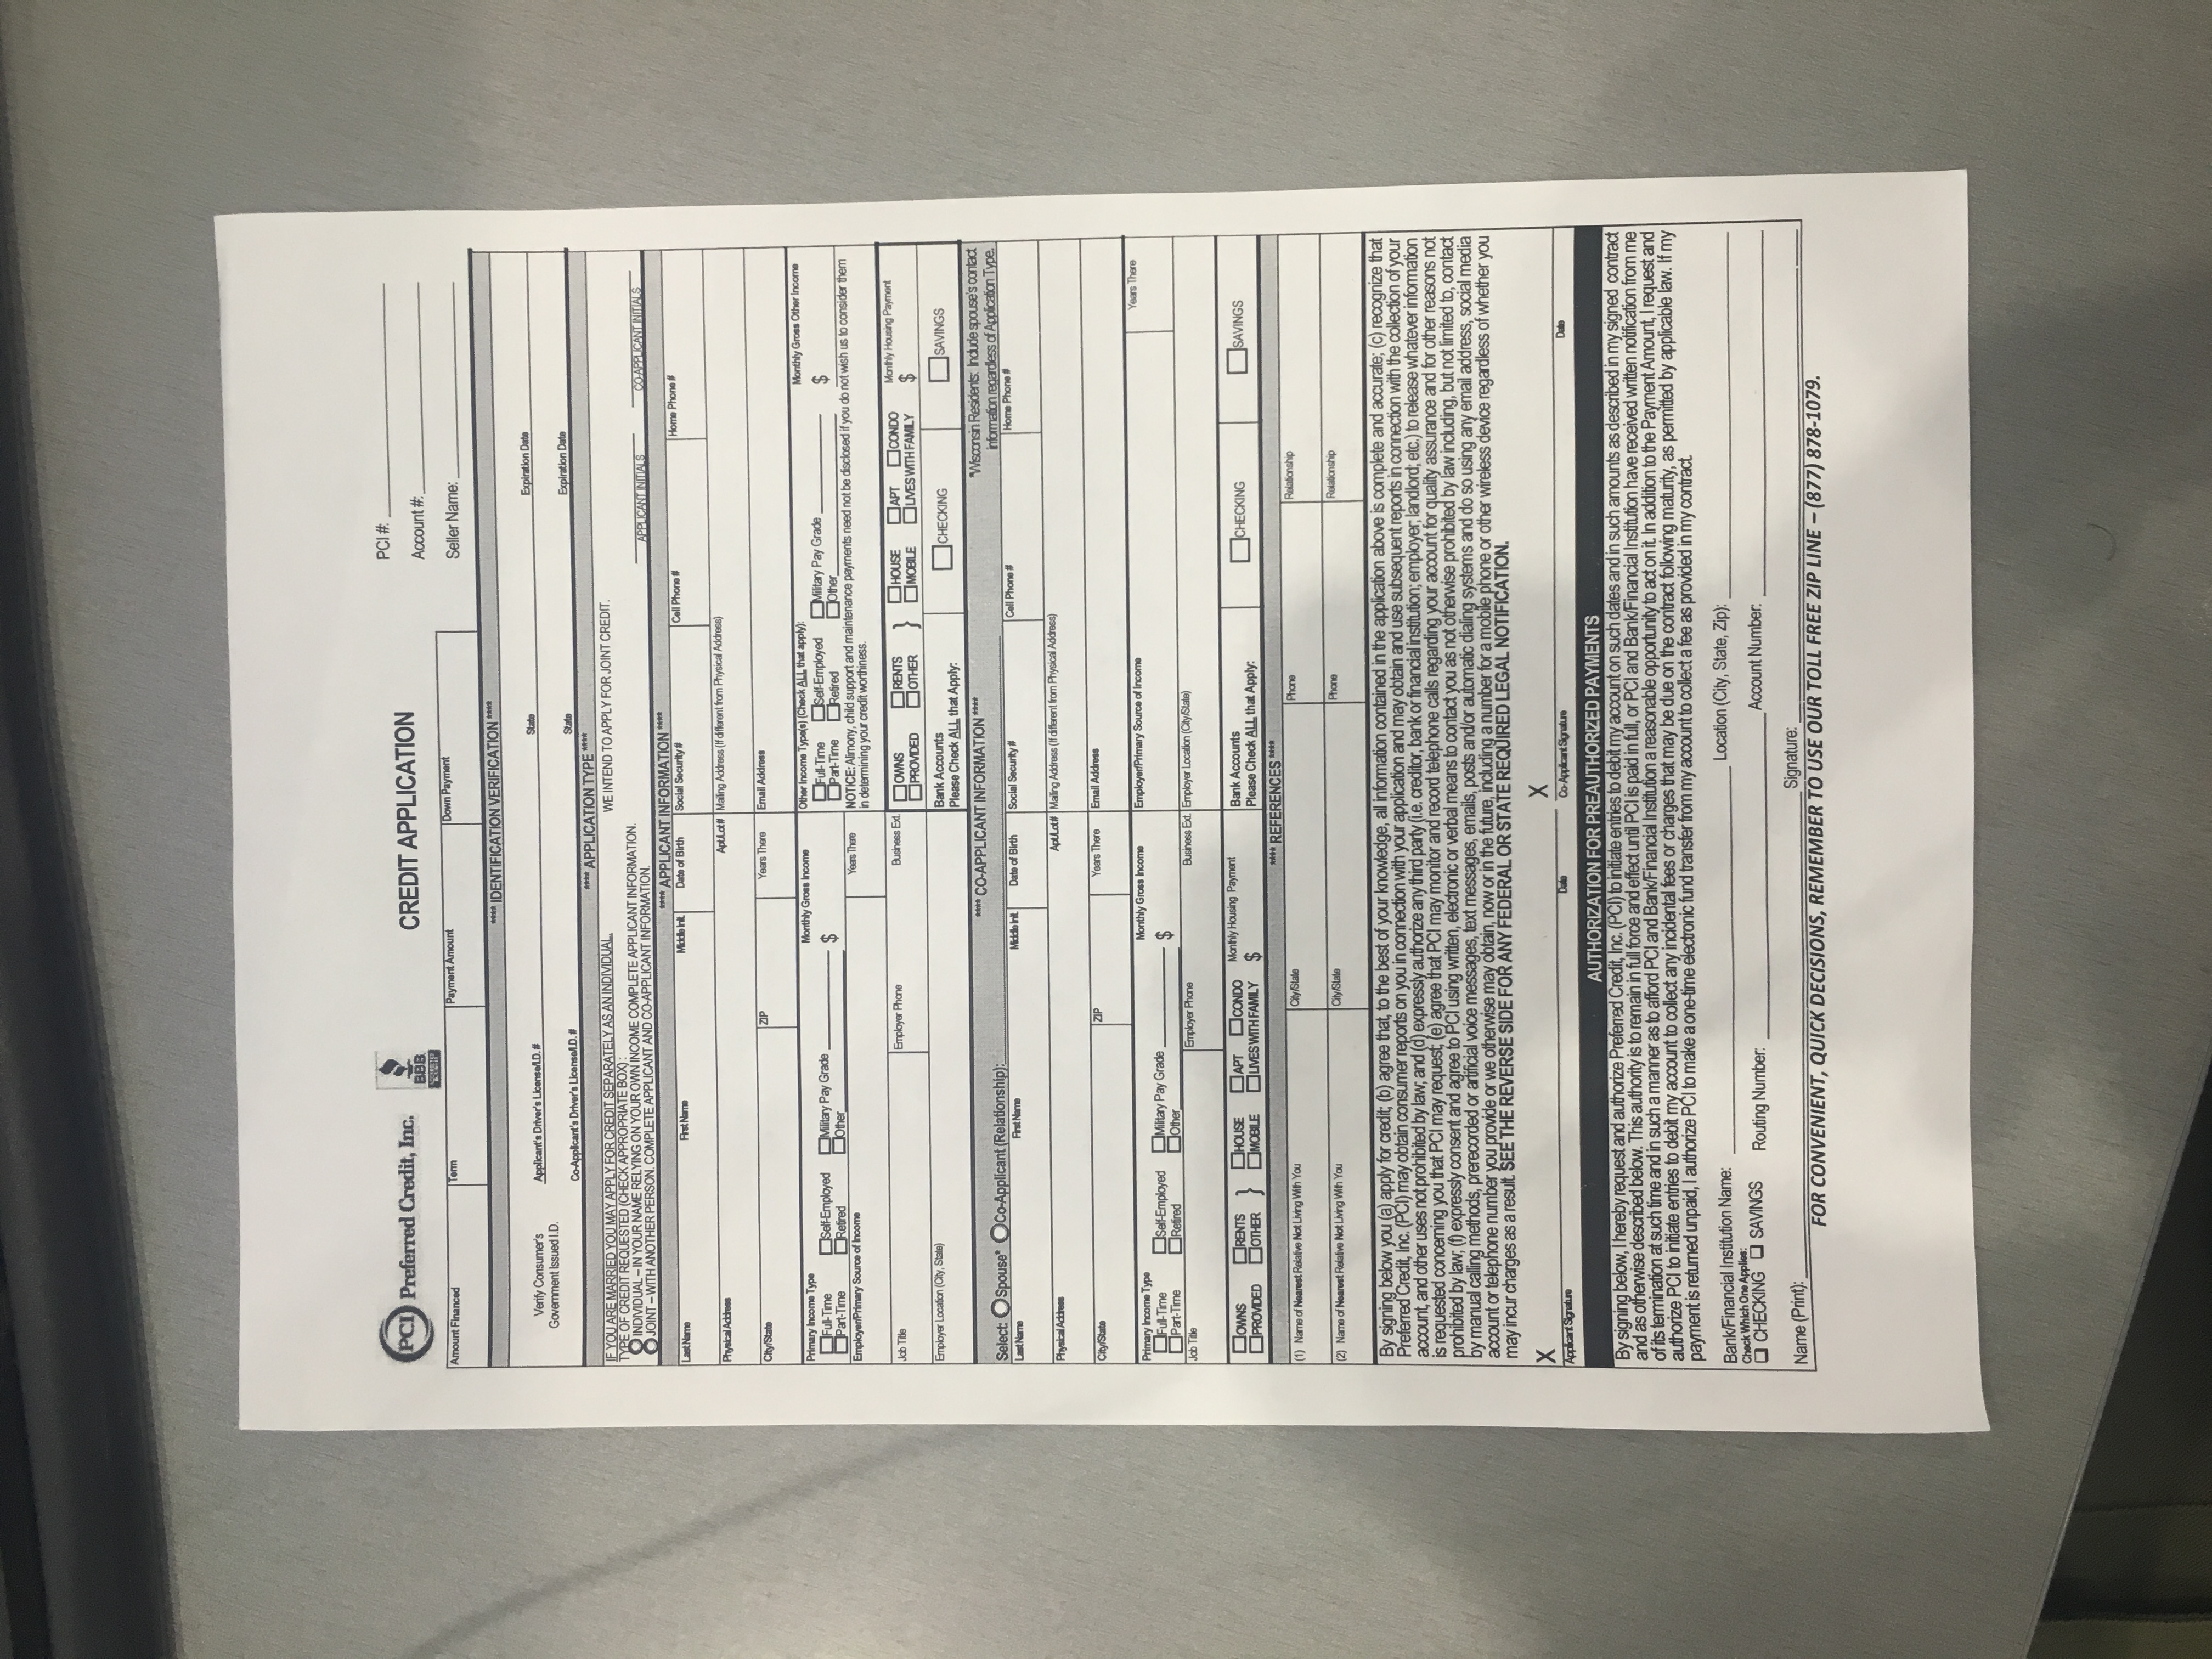 PCI Preferred Credit, Inc.
BBB
CREDIT APPLICATION
PCI #:
Account #:
Seller Name:
Amount Financed Term Payment Amount Down Payment
**** IDENTIFICATION VERIFICATION ****
Verify Consumer's
Government Issued I.D.
Applicant's Driver's License/I.D. # State Expiration Date
Co-Applicant's Driver's License/I.D. # State Expiration Date
**** APPLICATION TYPE ****
IF YOU ARE MARRIED YOU MAY APPLY FOR CREDIT SEPARATELY AS AN INDIVIDUAL.
TYPE OF CREDIT REQUESTED (CHECK APPROPRIATE BOX):
INDIVIDUAL – IN YOUR NAME RELYING ON YOUR OWN INCOME COMPLETE APPLICANT INFORMATION.
JOINT – WITH ANOTHER PERSON, COMPLETE APPLICANT AND CO-APPLICANT INFORMATION.
WE INTEND TO APPLY FOR JOINT CREDIT.
APPLICANT INITIALS CO-APPLICANT INITIALS
**** APPLICANT INFORMATION ****
Last Name First Name Middle Init. Date of Birth Social Security # Cell Phone # Home Phone #
Physical Address Apt/Lot # Mailing Address (If different from Physical Address)
City/State ZIP Years There Email Address
Primary Income Type Monthly Gross Income Other Income Type(s) (Check ALL that apply): Monthly Gross Other Income
Full-Time Self-Employed Military Pay Grade $ Full-Time Self-Employed Military Pay Grade $
Part-Time Retired Other Part-Time Retired Other
Employer/Primary Source of Income Years There NOTICE: Alimony, child support and maintenance payments need not be disclosed if you do not wish us to consider them
in determining your credit worthiness.
Job Title Employer Phone Business Ext. OWNS RENTS } HOUSE APT CONDO Monthly Housing Payment
PROVIDED OTHER MOBILE LIVES WITH FAMILY $
Employer Location (City, State) Bank Accounts
Please Check ALL that Apply: CHECKING SAVINGS
**** CO-APPLICANT INFORMATION **** *Wisconsin Residents: Include spouse's contact
information regardless of Application Type.
Select: Spouse* Co-Applicant (Relationship):
Last Name First Name Middle Init. Date of Birth Social Security # Cell Phone # Home Phone #
Physical Address Apt/Lot # Mailing Address (If different from Physical Address)
City/State ZIP Years There Email Address
Primary Income Type Monthly Gross Income Employer/Primary Source of Income Years There
Full-Time Self-Employed Military Pay Grade $
Part-Time Retired Other
Job Title Employer Phone Business Ext. Employer Location (City/State)
OWNS RENTS } HOUSE APT CONDO Monthly Housing Payment Bank Accounts
PROVIDED OTHER MOBILE LIVES WITH FAMILY $ Please Check ALL that Apply: CHECKING SAVINGS
**** REFERENCES ****
(1) Name of Nearest Relative Not Living With You City/State Phone Relationship
(2) Name of Nearest Relative Not Living With You City/State Phone Relationship
By signing below you (a) apply for credit; (b) agree that, to the best of your knowledge, all information contained in the application above is complete and accurate; (c) recognize that
Preferred Credit, Inc. (PCI) may obtain consumer reports on you in connection with your application and may obtain and use subsequent reports in connection with the collection of your
account, and other uses not prohibited by law; and (d) expressly authorize any third party (i.e. creditor, bank or financial institution; employer; landlord; etc.) to release whatever information
is requested concerning you that PCI may request; (e) agree that PCI may monitor and record telephone calls regarding your account for quality assurance and for other reasons not
prohibited by law; (f) expressly consent and agree to PCI using written, electronic or verbal means to contact you as not otherwise prohibited by law including, but not limited to, contact
by manual calling methods, prerecorded or artificial voice messages, text messages, emails, posts and/or automatic dialing systems and do so using any email address, social media
account or telephone number you provide or we otherwise may obtain, now or in the future, including a number for a mobile phone or other wireless device regardless of whether you
may incur charges as a result. SEE THE REVERSE SIDE FOR ANY FEDERAL OR STATE REQUIRED LEGAL NOTIFICATION.
X X
Applicant Signature Date Co-Applicant Signature Date
AUTHORIZATION FOR PREAUTHORIZED PAYMENTS
By signing below, I hereby request and authorize Preferred Credit, Inc. (PCI) to initiate entries to debit my account on such dates and in such amounts as described in my signed contract
and as otherwise described below. This authority is to remain in full force and effect until PCI is paid in full, or PCI and Bank/Financial Institution have received written notification from me
of its termination at such time and in such a manner as to afford PCI and Bank/Financial Institution a reasonable opportunity to act on it. In addition to the Payment Amount, I request and
authorize PCI to initiate entries to debit my account to collect any incidental fees or charges that may be due on the contract following maturity, as permitted by applicable law. If my
payment is returned unpaid, I authorize PCI to make a one-time electronic fund transfer from my account to collect a fee as provided in my contract.
Bank/Financial Institution Name: Location (City, State, Zip):
Check Which One Applies:
CHECKING SAVINGS Routing Number: Account Number:
Name (Print): Signature:
FOR CONVENIENT, QUICK DECISIONS, REMEMBER TO USE OUR TOLL FREE ZIP LINE – (877) 878-1079.